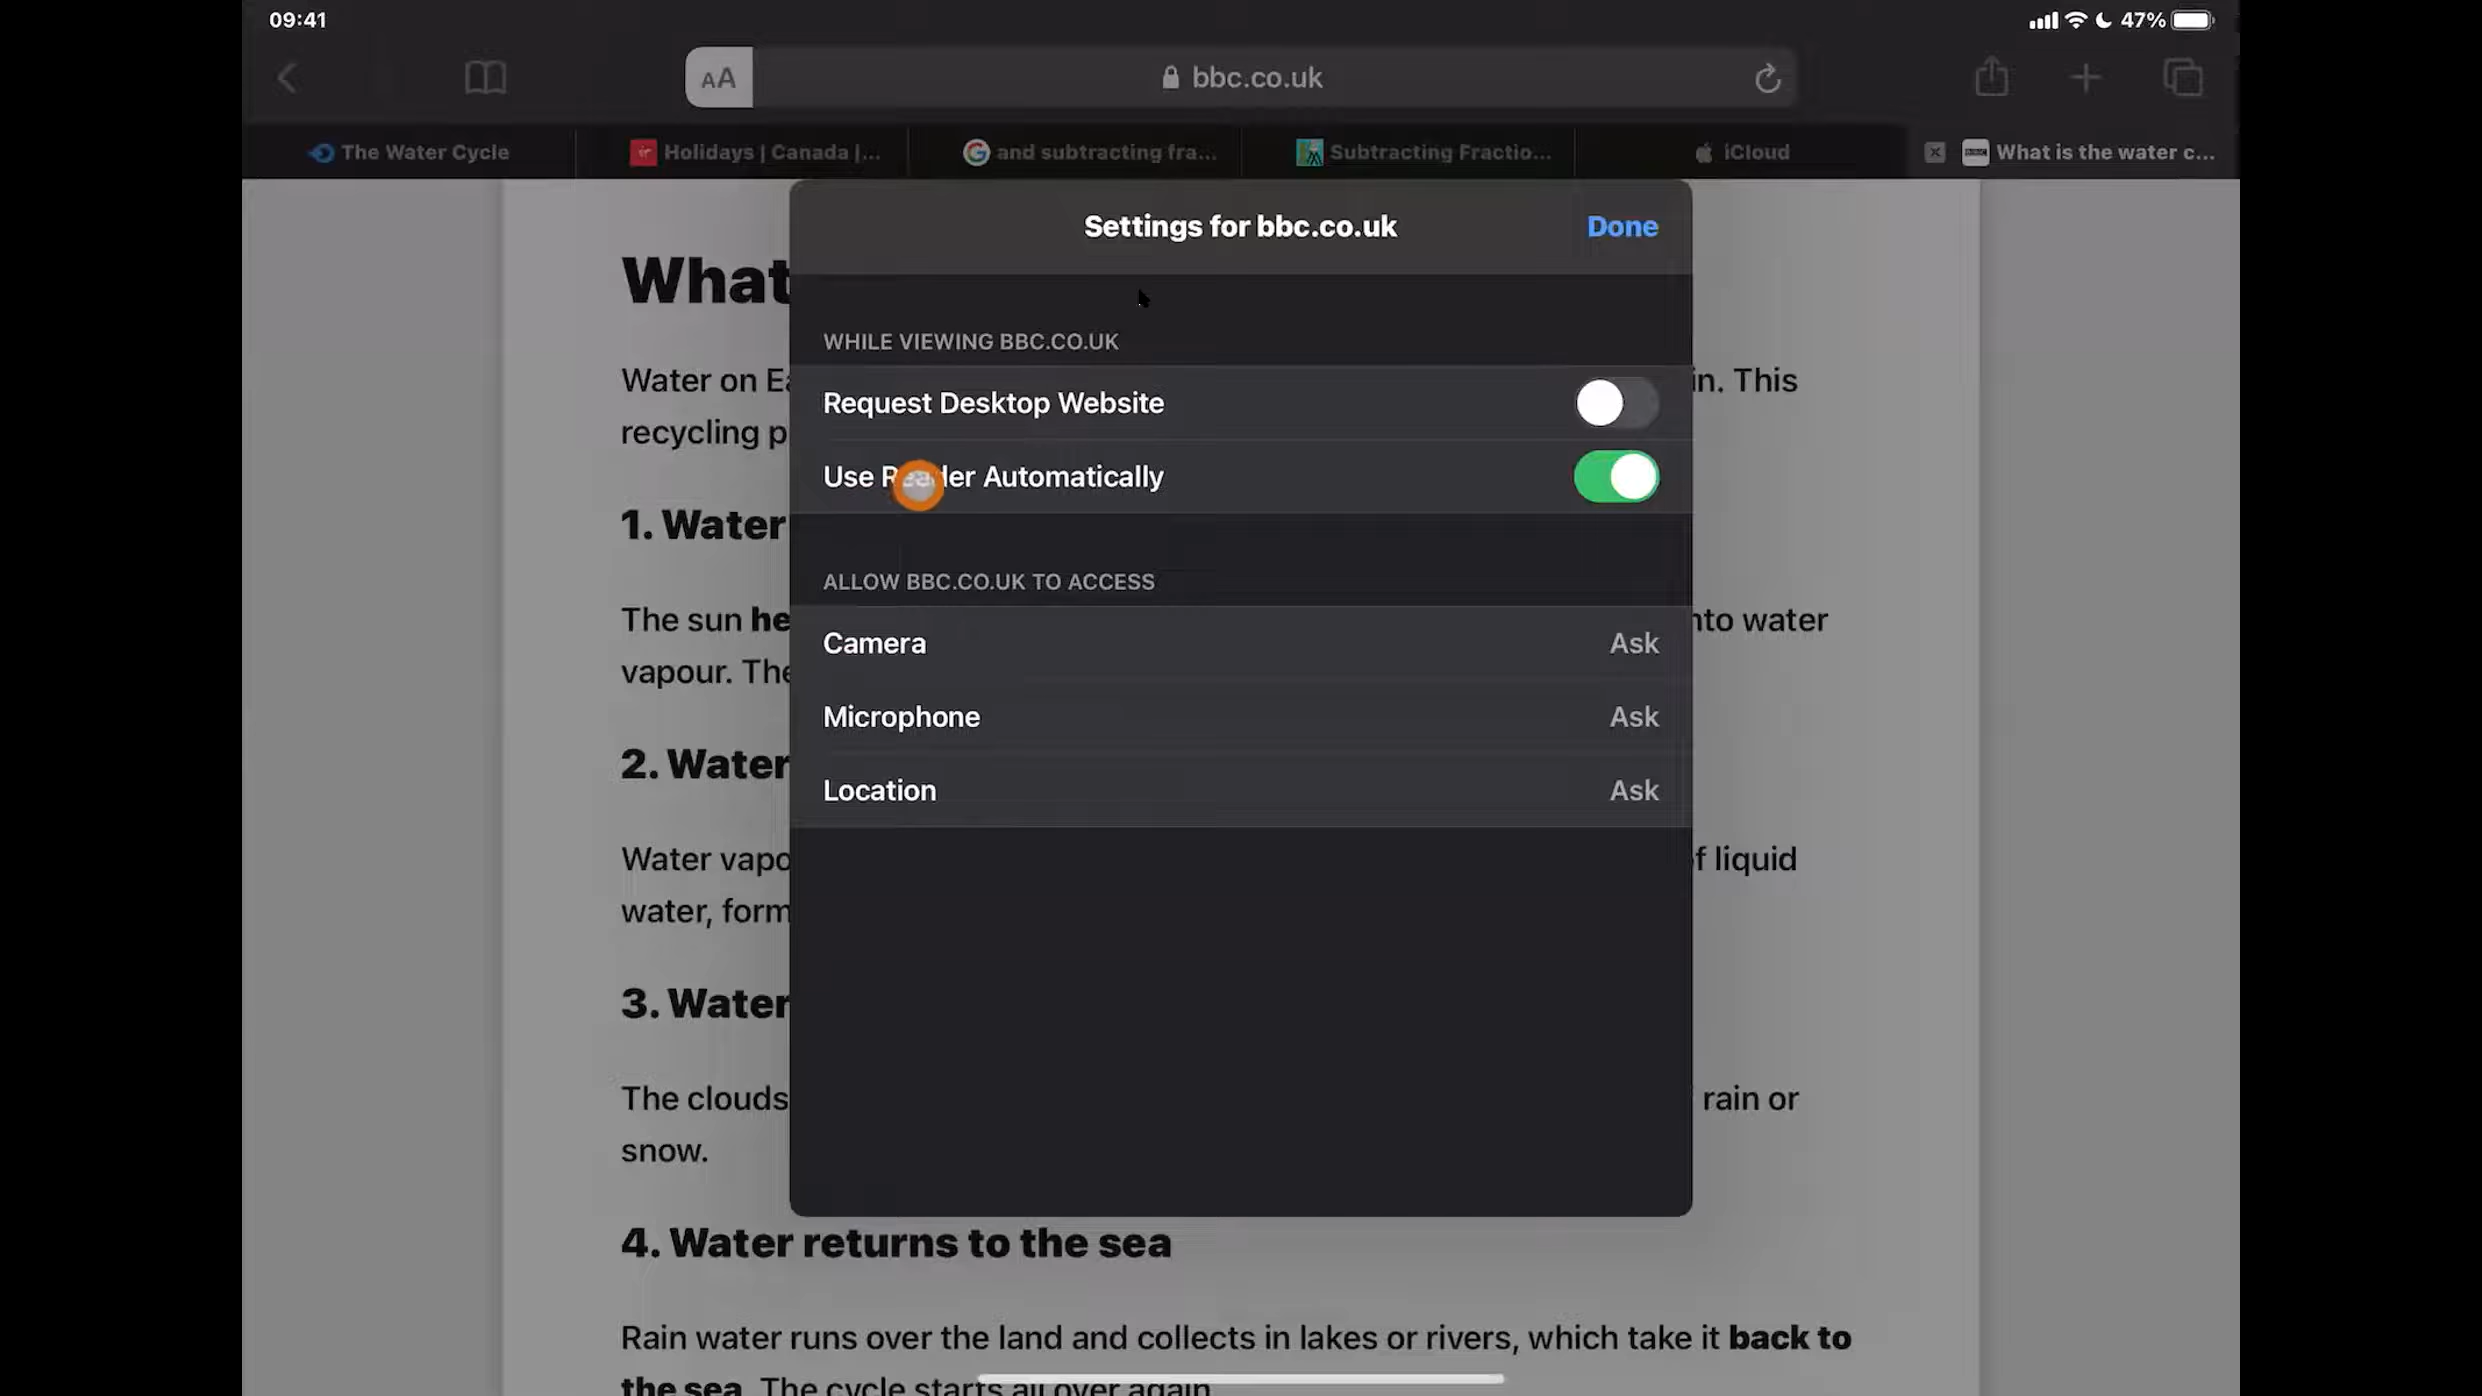 09:41
47%
AA
bbc.co.uk
The Water Cycle
Holidays | Canada |...
and subtracting fra...
Subtracting Fractio...
iCloud
What is the water c...
Settings for bbc.co.uk
Done
What
WHILE VIEWING BBC.CO.UK
Water on Ea in. This
Request Desktop Website
recycling p
Use Reader Automatically
1. Water
ALLOW BBC.CO.UK TO ACCESS
The sun he nto water
Camera Ask
vapour. The
Microphone Ask
2. Water
Location Ask
Water vapo f liquid
water, form
3. Water
The clouds rain or
snow.
4. Water returns to the sea
Rain water runs over the land and collects in lakes or rivers, which take it back to
the sea. The cycle starts all over again